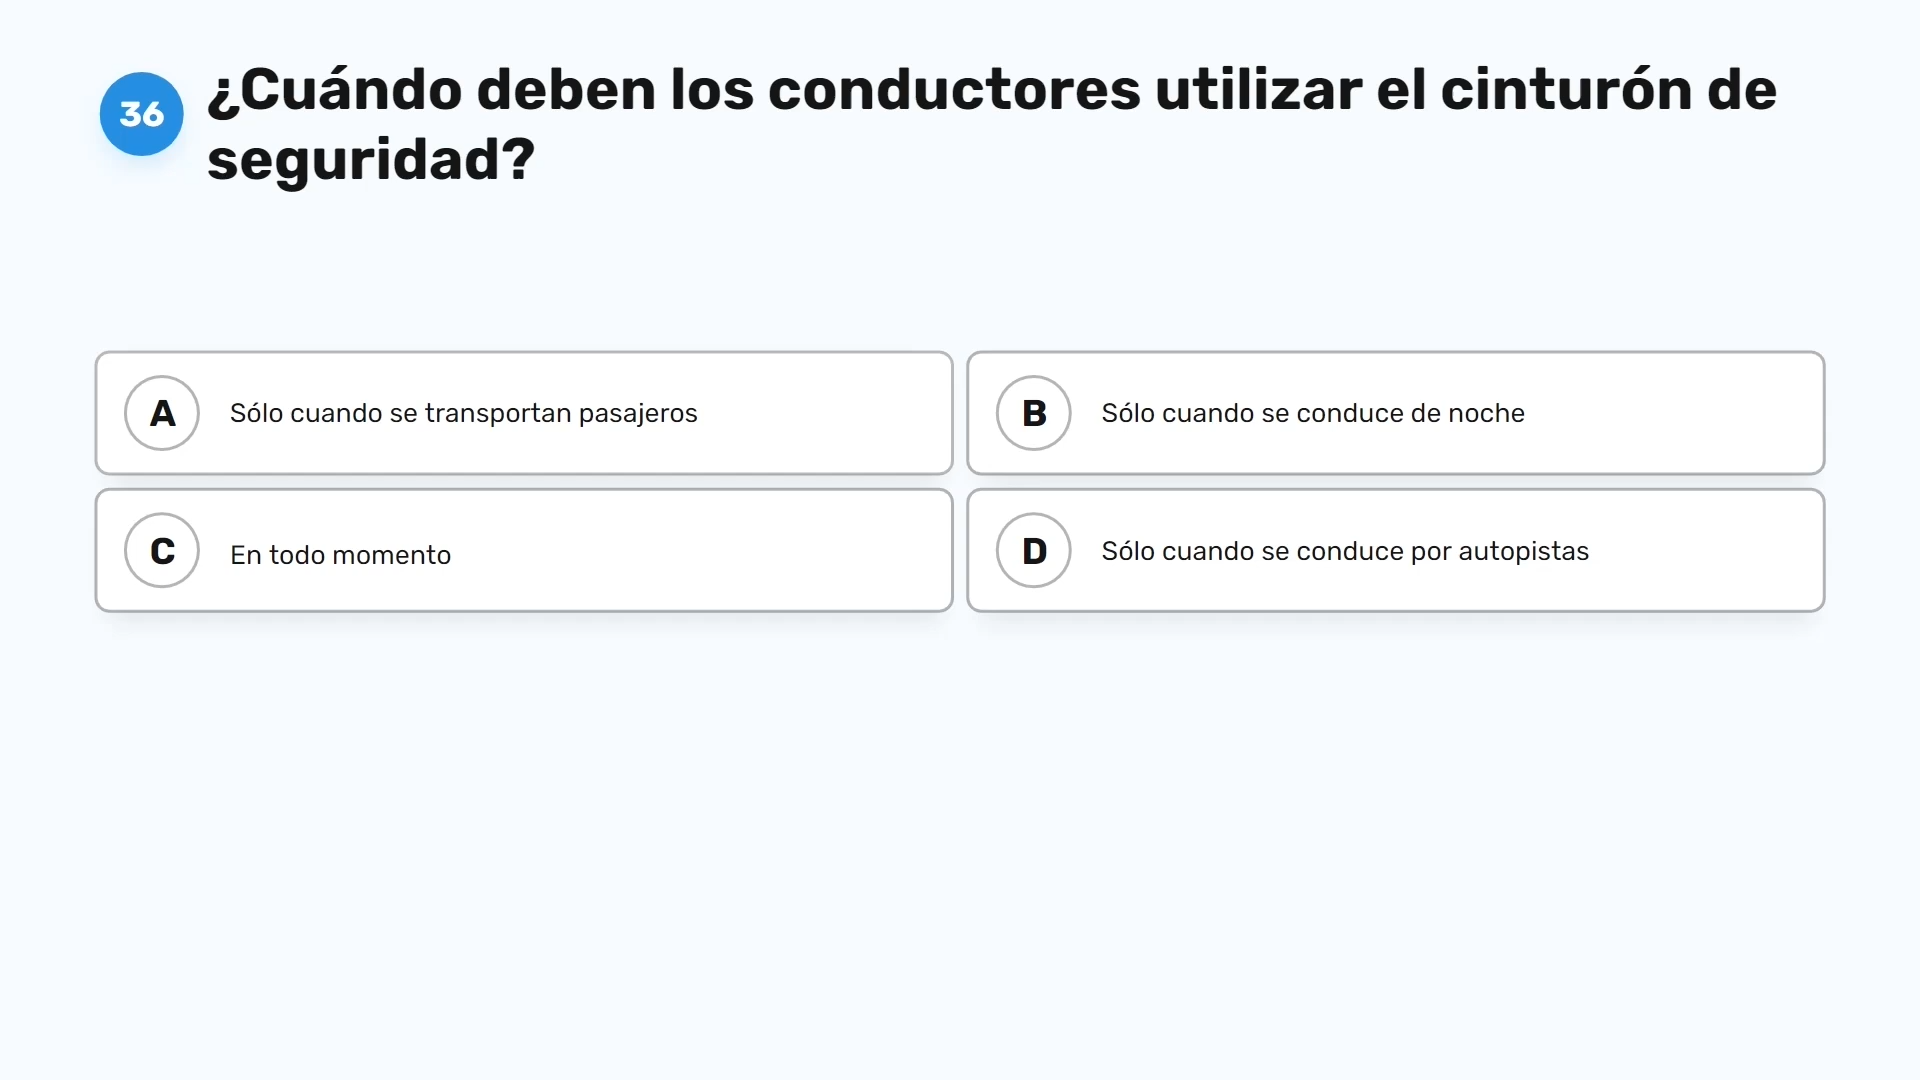 36
¿Cuándo deben los conductores utilizar el cinturón de
seguridad?
A
Sólo cuando se transportan pasajeros
B
Sólo cuando se conduce de noche
C
En todo momento
D
Sólo cuando se conduce por autopistas